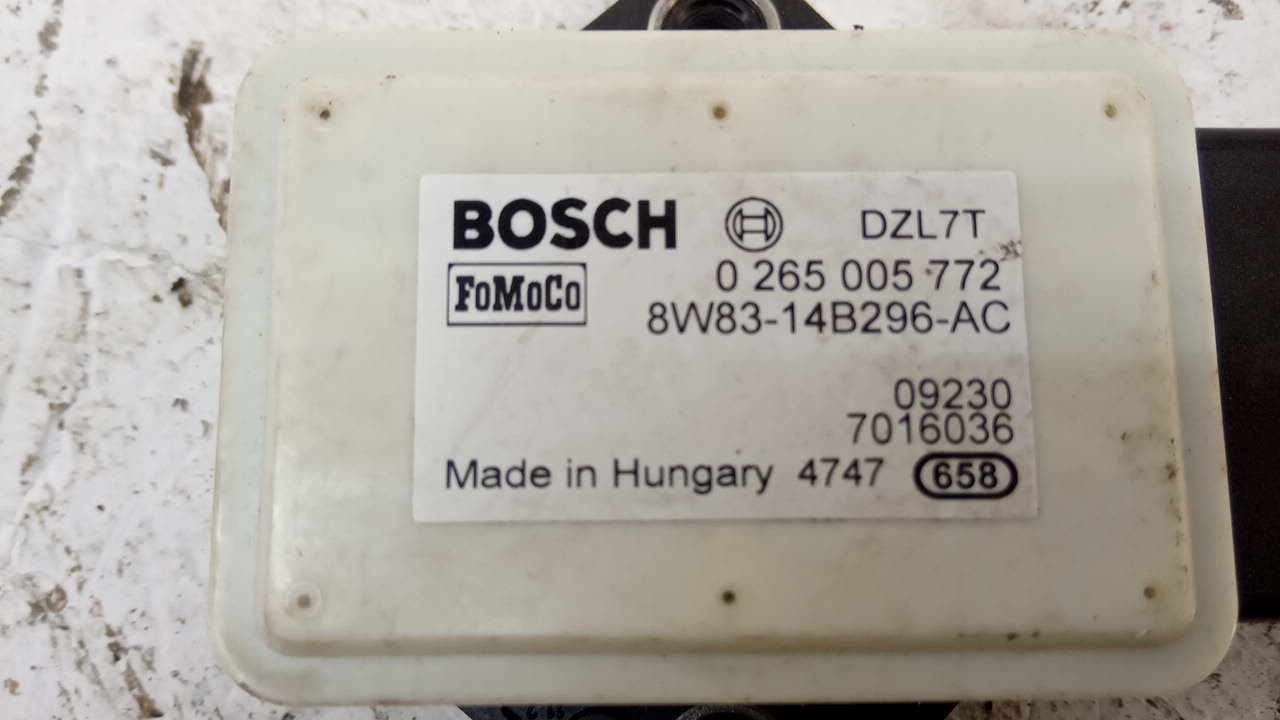 BOSCH DZL7T
FoMoCo 0 265 005 772
8W83-14B296-AC
09230
7016036
Made in Hungary 4747 658